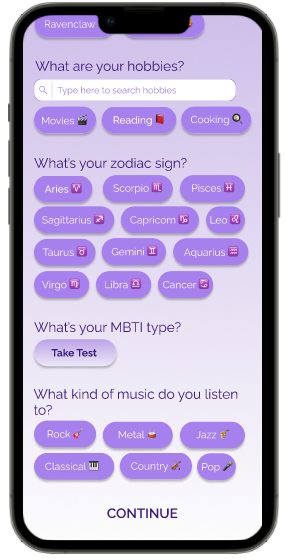 Ravenclaw
What are your hobbies?
Type here to search hobbies
Movies 🎬 Reading 📕 Cooking 🍳
What's your zodiac sign?
Aries ♈ Scorpio ♏ Pisces ♓
Sagittarius ♐ Capricorn ♑ Leo ♌
Taurus ♉ Gemini ♊ Aquarius ♒
Virgo ♍ Libra ♎ Cancer ♋
What's your MBTI type?
Take Test
What kind of music do you listen
to?
Rock 🎸 Metal 🥁 Jazz 🎷
Classical 🎹 Country 🎻 Pop 🎤
CONTINUE